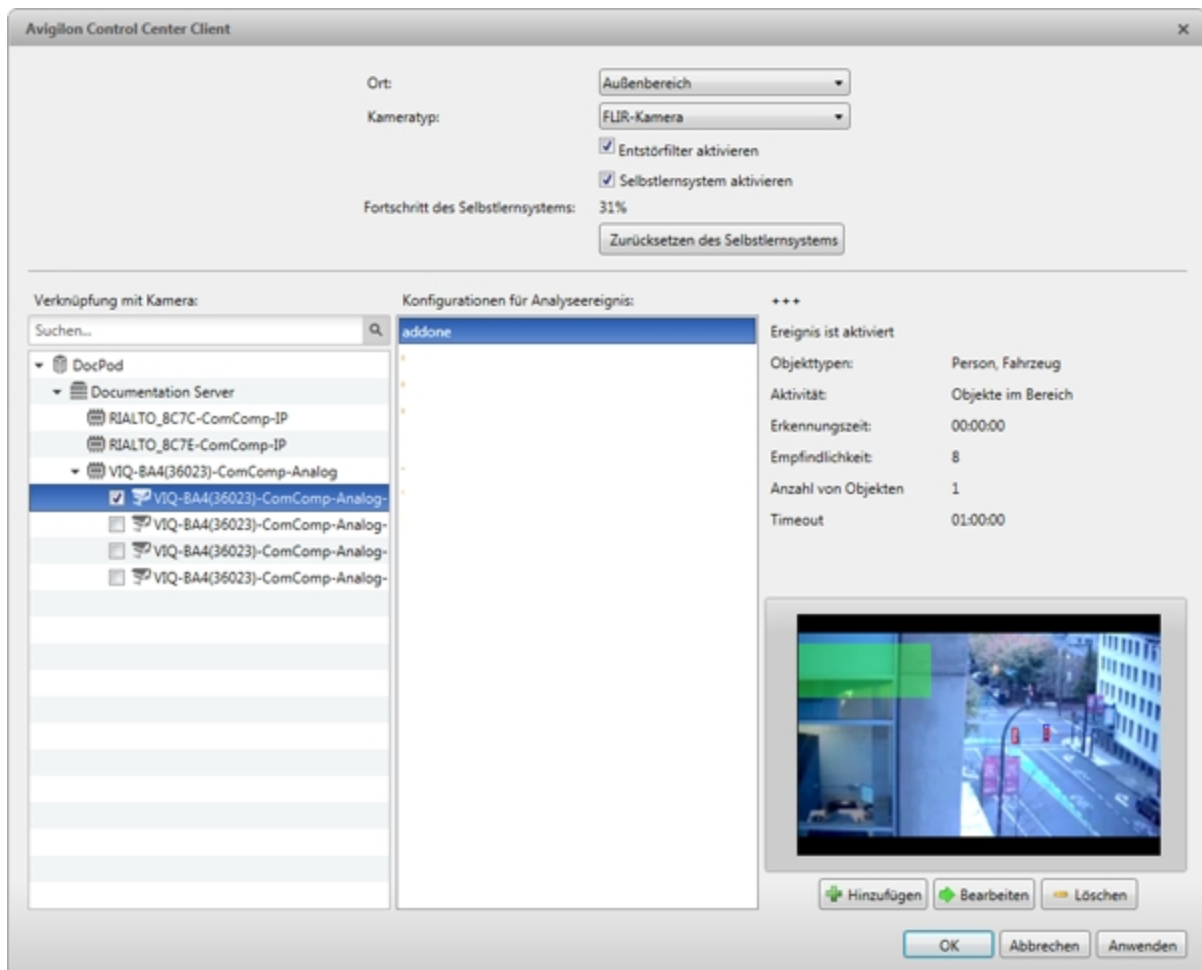 Avigilon Control Center Client
Ort: Außenbereich
Kameratyp: FLIR-Kamera
Entstörfilter aktivieren
Selbstlernsystem aktivieren
Fortschritt des Selbstlernsystems: 31%
Zurücksetzen des Selbstlernsystems
Verknüpfung mit Kamera:
Suchen...
DocPod
Documentation Server
RIALTO_8C7C-ComComp-IP
RIALTO_8C7E-ComComp-IP
VIQ-BA4(36023)-ComComp-Analog
VIQ-BA4(36023)-ComComp-Analog-
VIQ-BA4(36023)-ComComp-Analog-
VIQ-BA4(36023)-ComComp-Analog-
VIQ-BA4(36023)-ComComp-Analog-
Konfigurationen für Analyseereignis:
addone
+++
Ereignis ist aktiviert
Objekttypen: Person, Fahrzeug
Aktivität: Objekte im Bereich
Erkennungszeit: 00:00:00
Empfindlichkeit: 8
Anzahl von Objekten 1
Timeout 01:00:00
Hinzufügen Bearbeiten Löschen
OK Abbrechen Anwenden